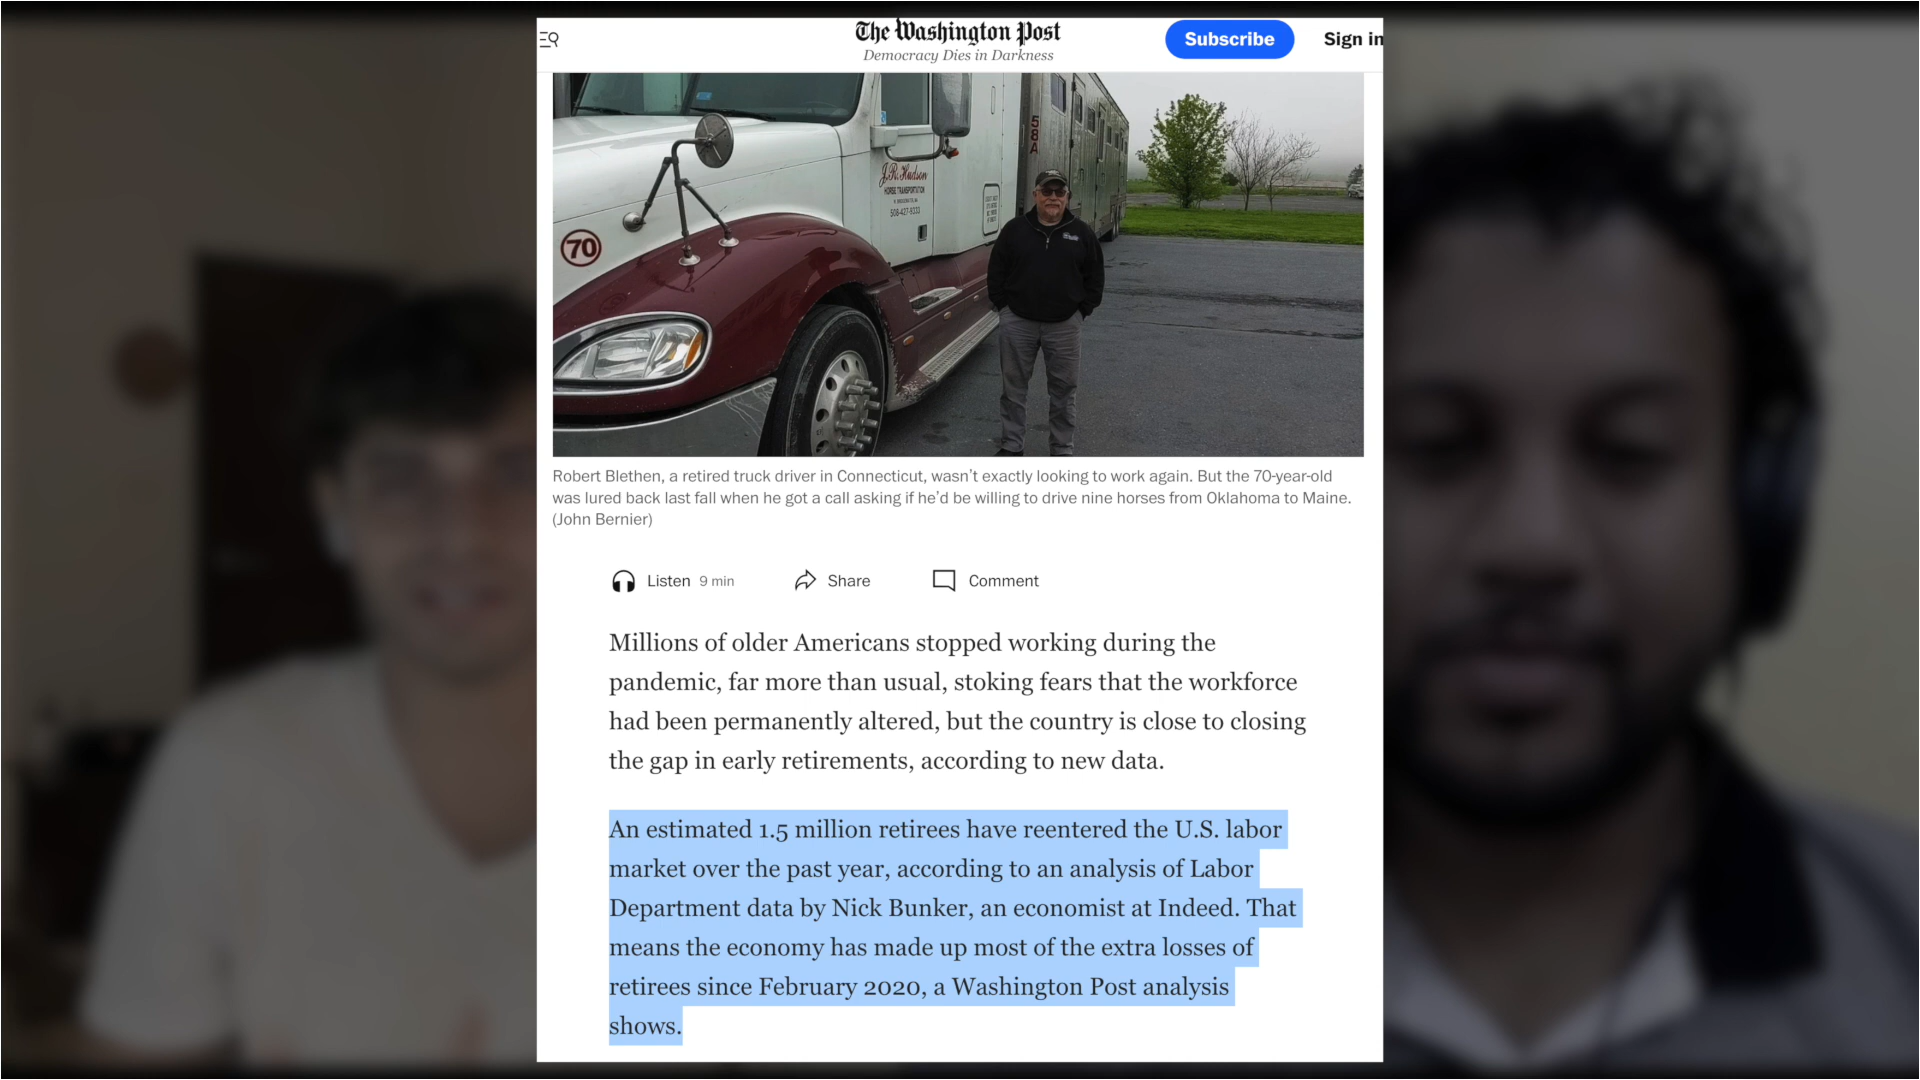 The Washington Post
Democracy Dies in Darkness
Subscribe
Sign in
58A
J.R. Hudson
HORSE TRANSPORTATION
508-427-8333
70
Robert Blethen, a retired truck driver in Connecticut, wasn’t exactly looking to work again. But the 70-year-old
was lured back last fall when he got a call asking if he’d be willing to drive nine horses from Oklahoma to Maine.
(John Bernier)
Listen 9 min
Share
Comment
Millions of older Americans stopped working during the
pandemic, far more than usual, stoking fears that the workforce
had been permanently altered, but the country is close to closing
the gap in early retirements, according to new data.
An estimated 1.5 million retirees have reentered the U.S. labor
market over the past year, according to an analysis of Labor
Department data by Nick Bunker, an economist at Indeed. That
means the economy has made up most of the extra losses of
retirees since February 2020, a Washington Post analysis
shows.